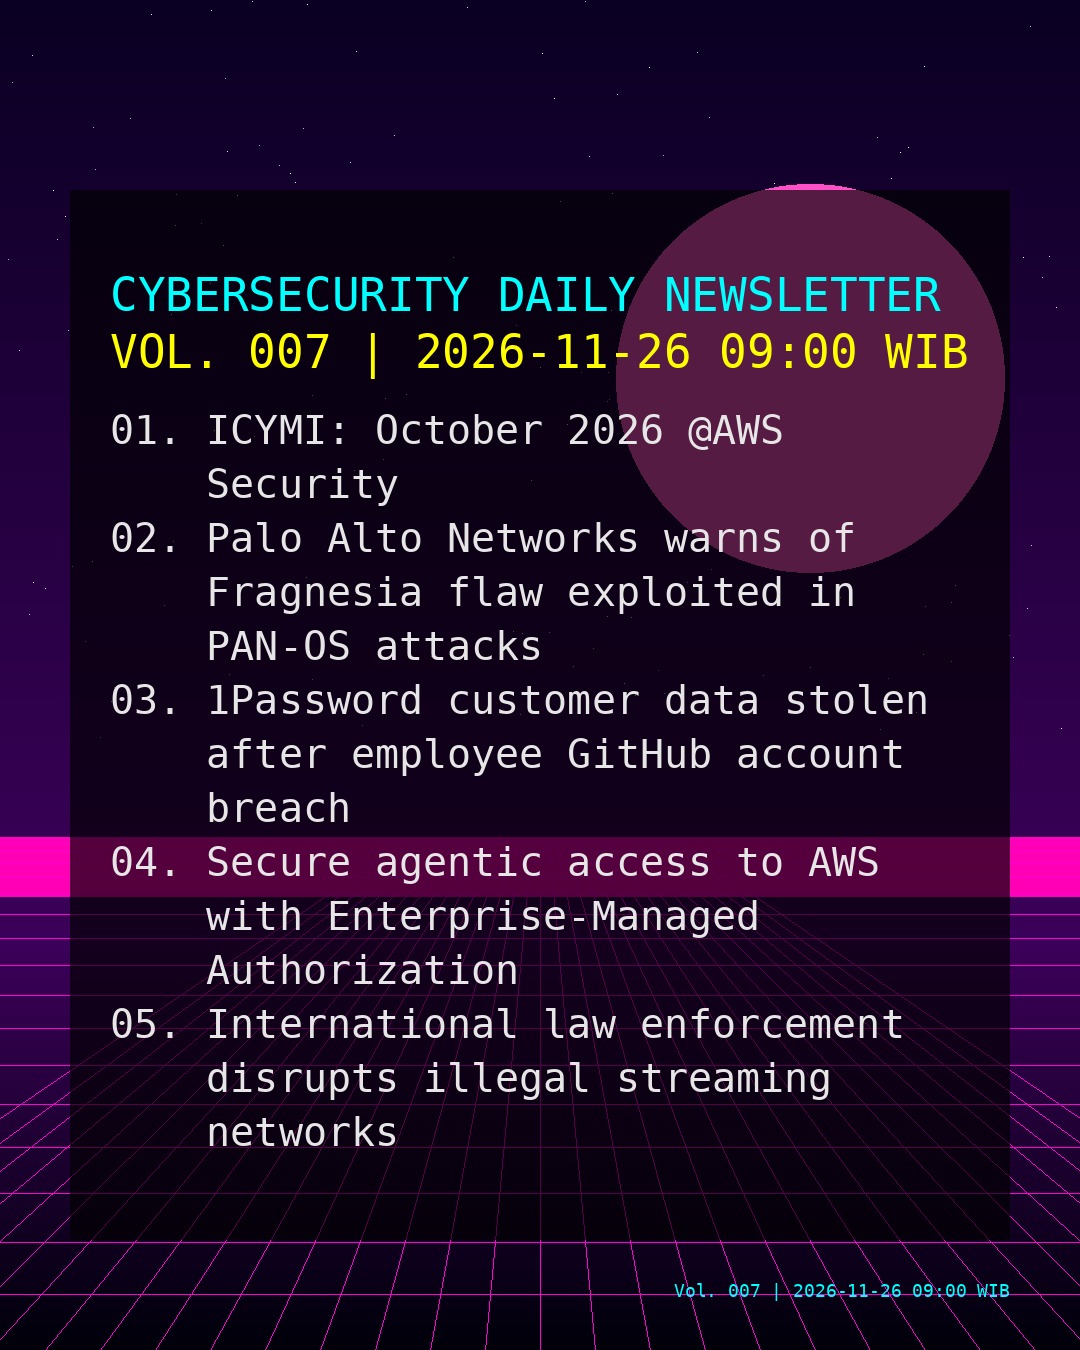 CYBERSECURITY DAILY NEWSLETTER
VOL. 007 | 2026-11-26 09:00 WIB
01. ICYMI: October 2026 @AWS
Security
02. Palo Alto Networks warns of
Fragnesia flaw exploited in
PAN-OS attacks
03. 1Password customer data stolen
after employee GitHub account
breach
04. Secure agentic access to AWS
with Enterprise-Managed
Authorization
05. International law enforcement
disrupts illegal streaming
networks
Vol. 007 | 2026-11-26 09:00 WIB